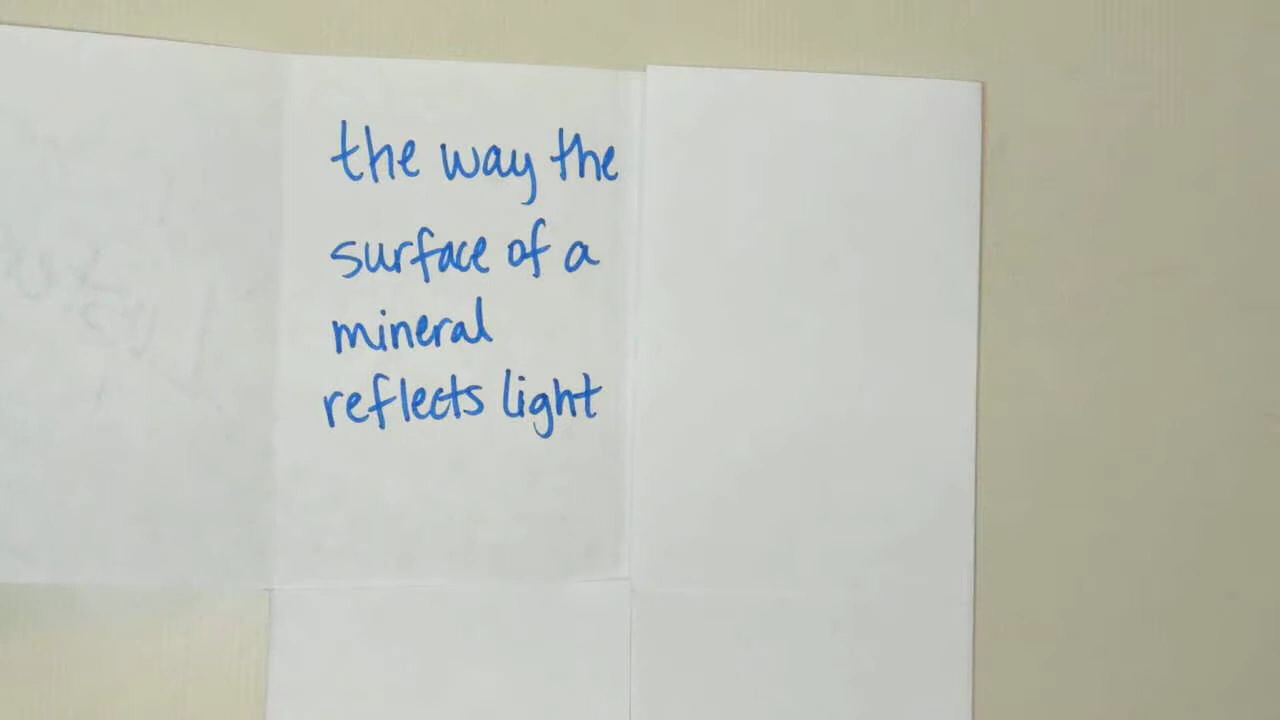 the way the
surface of a
mineral
reflects light